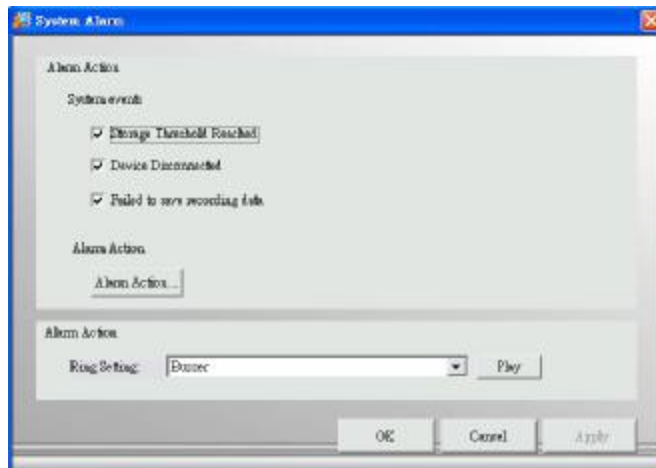 System Alarm
Alarm Action
System events
Storage Threshold Reached
Device Disconnected
Failed to save recording data
Alarm Action
Alarm Action...
Alarm Action
Ring Setting: Buzzer Play
OK Cancel Apply